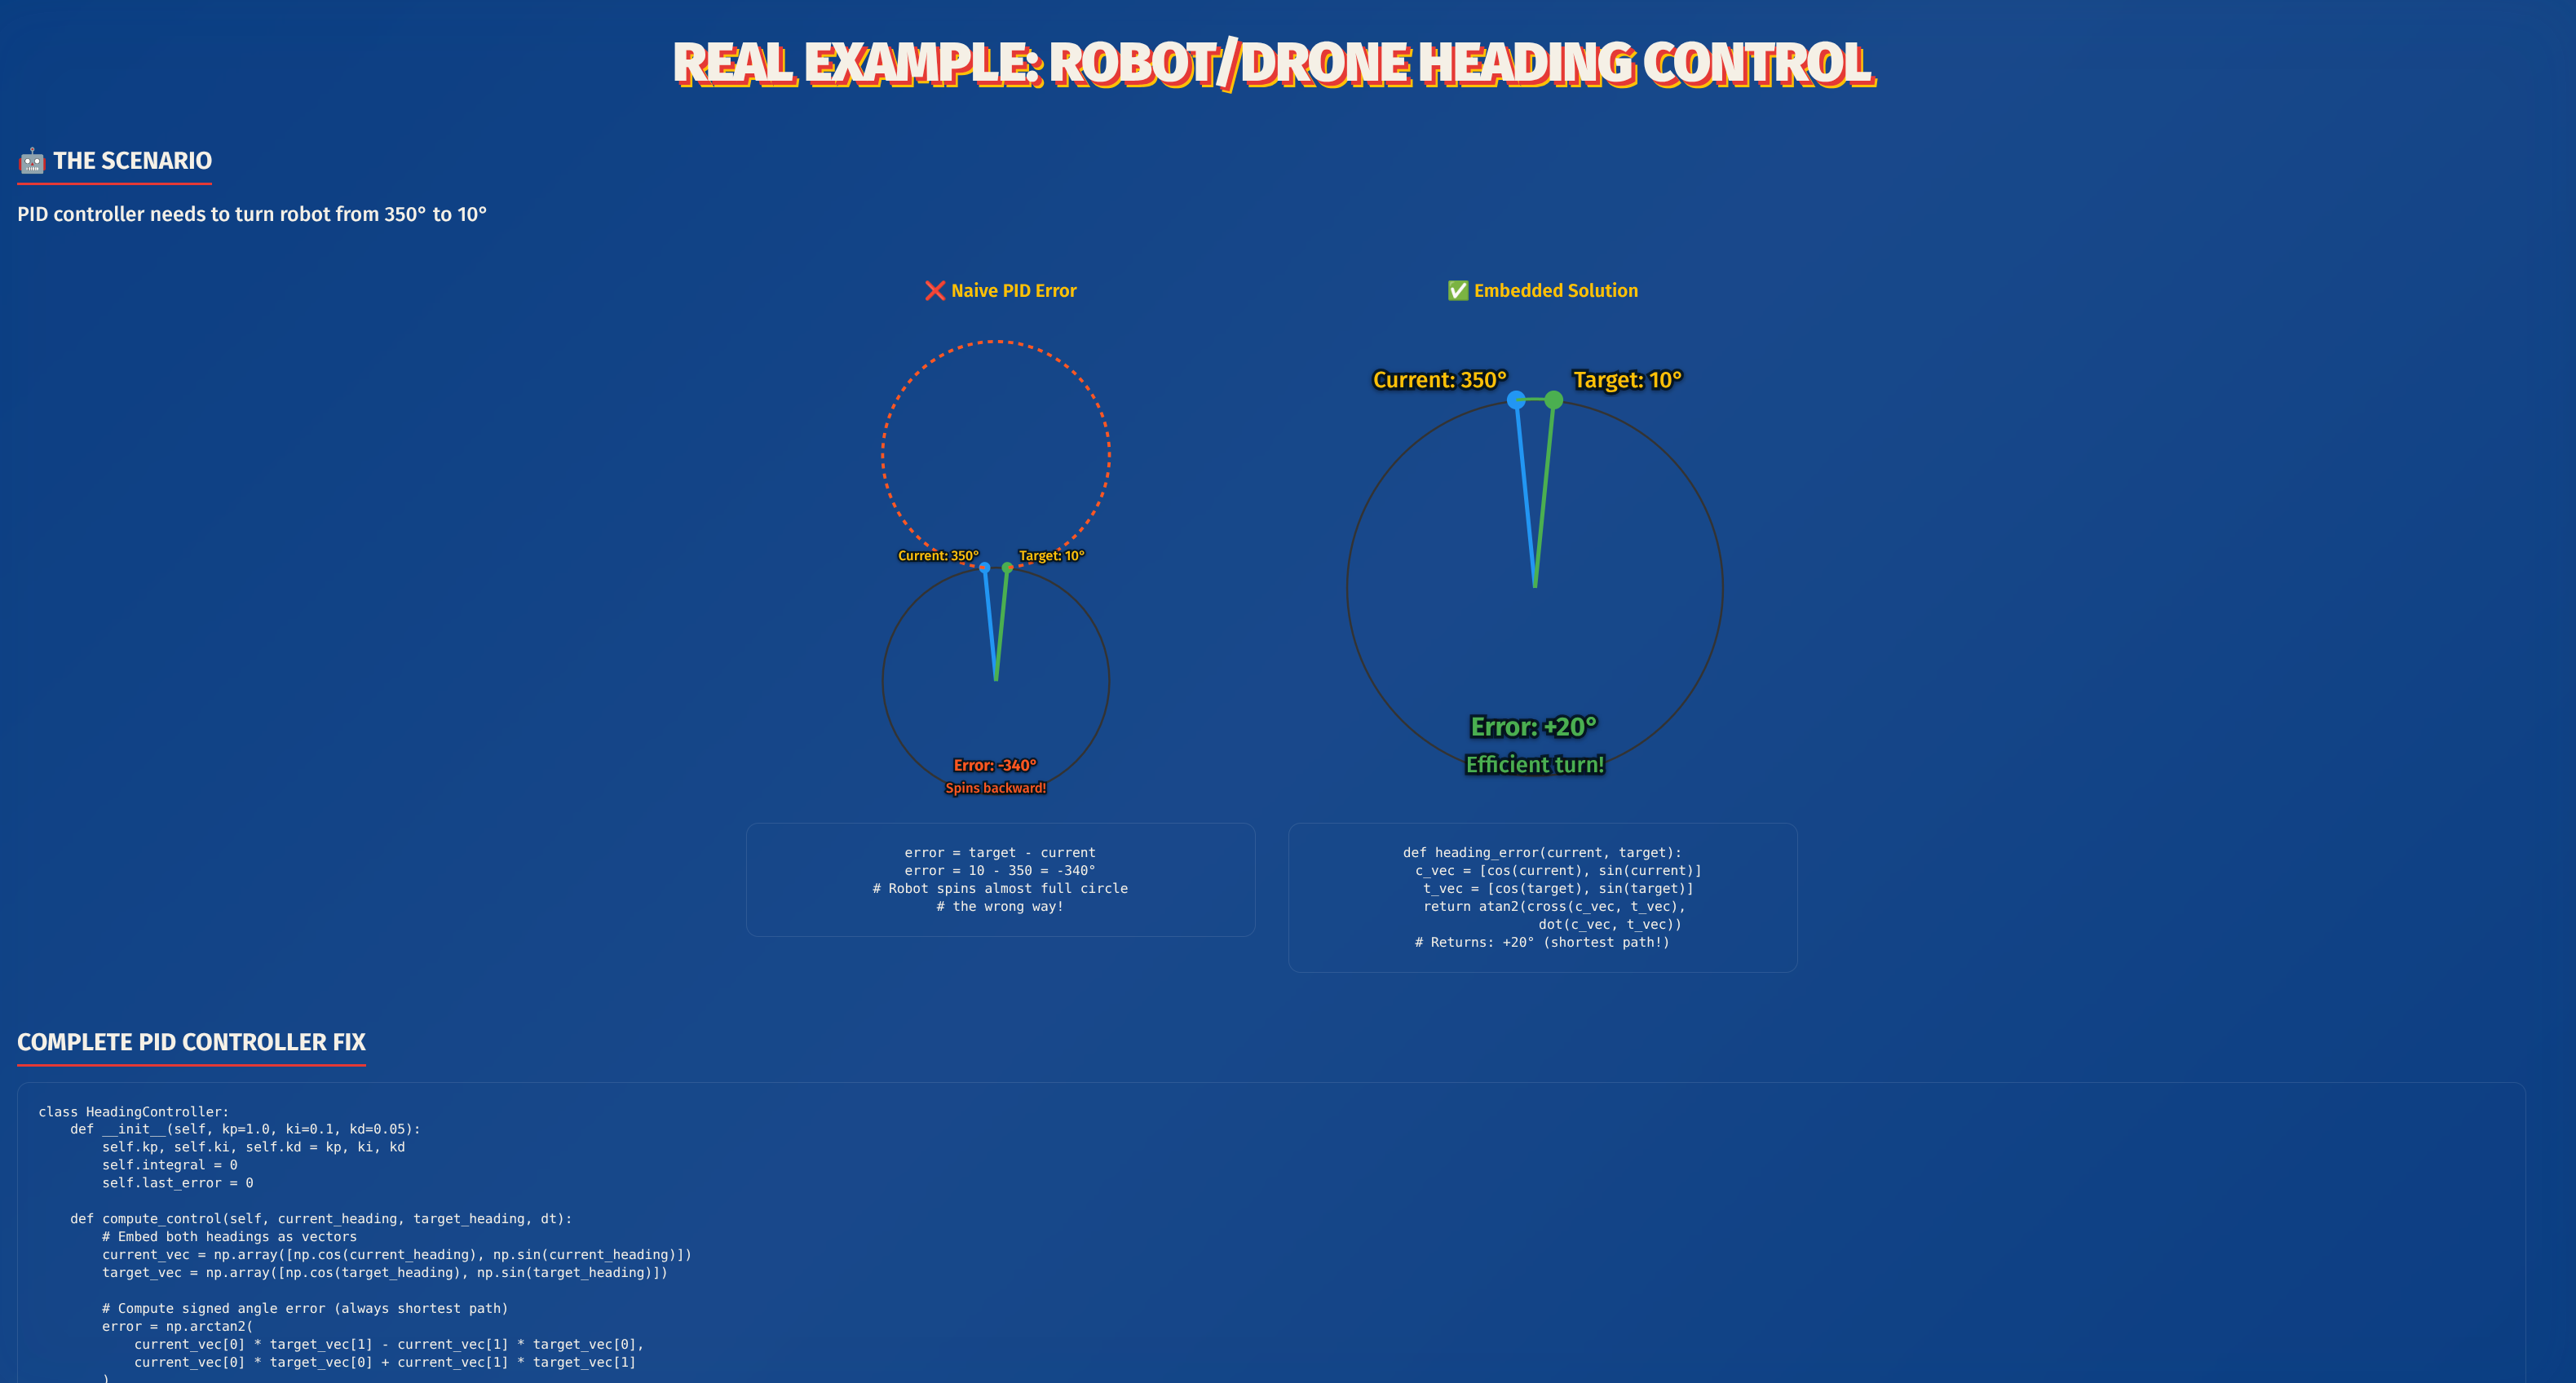 REAL EXAMPLE: ROBOT/DRONE HEADING CONTROL
🤖 THE SCENARIO
PID controller needs to turn robot from 350° to 10°
❌ Naive PID Error
Current: 350°
Target: 10°
Error: -340°
Spins backward!
error = target - current
error = 10 - 350 = -340°
# Robot spins almost full circle
# the wrong way!
✅ Embedded Solution
Current: 350°
Target: 10°
Error: +20°
Efficient turn!
def heading_error(current, target):
c_vec = [cos(current), sin(current)]
t_vec = [cos(target), sin(target)]
return atan2(cross(c_vec, t_vec),
dot(c_vec, t_vec))
# Returns: +20° (shortest path!)
COMPLETE PID CONTROLLER FIX
class HeadingController:
    def __init__(self, kp=1.0, ki=0.1, kd=0.05):
        self.kp, self.ki, self.kd = kp, ki, kd
        self.integral = 0
        self.last_error = 0
    def compute_control(self, current_heading, target_heading, dt):
        # Embed both headings as vectors
        current_vec = np.array([np.cos(current_heading), np.sin(current_heading)])
        target_vec = np.array([np.cos(target_heading), np.sin(target_heading)])
        # Compute signed angle error (always shortest path)
        error = np.arctan2(
            current_vec[0] * target_vec[1] - current_vec[1] * target_vec[0],
            current_vec[0] * target_vec[0] + current_vec[1] * target_vec[1]
        )